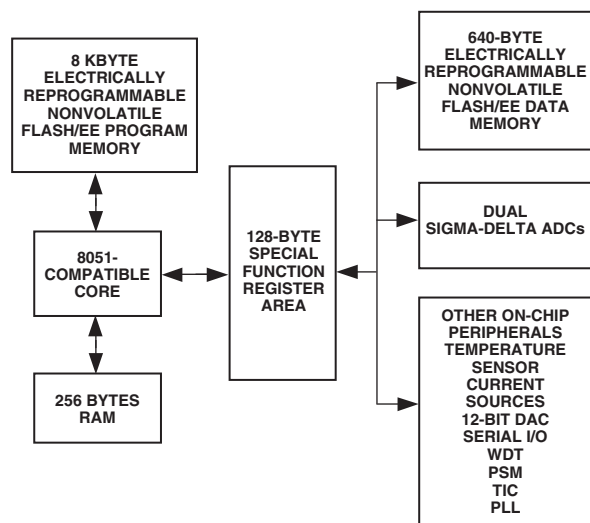 8 KBYTE
ELECTRICALLY
REPROGRAMMABLE
NONVOLATILE
FLASH/EE PROGRAM
MEMORY
8051-
COMPATIBLE
CORE
256 BYTES
RAM
128-BYTE
SPECIAL
FUNCTION
REGISTER
AREA
640-BYTE
ELECTRICALLY
REPROGRAMMABLE
NONVOLATILE
FLASH/EE DATA
MEMORY
DUAL
SIGMA-DELTA ADCs
OTHER ON-CHIP
PERIPHERALS
TEMPERATURE
SENSOR
CURRENT
SOURCES
12-BIT DAC
SERIAL I/O
WDT
PSM
TIC
PLL